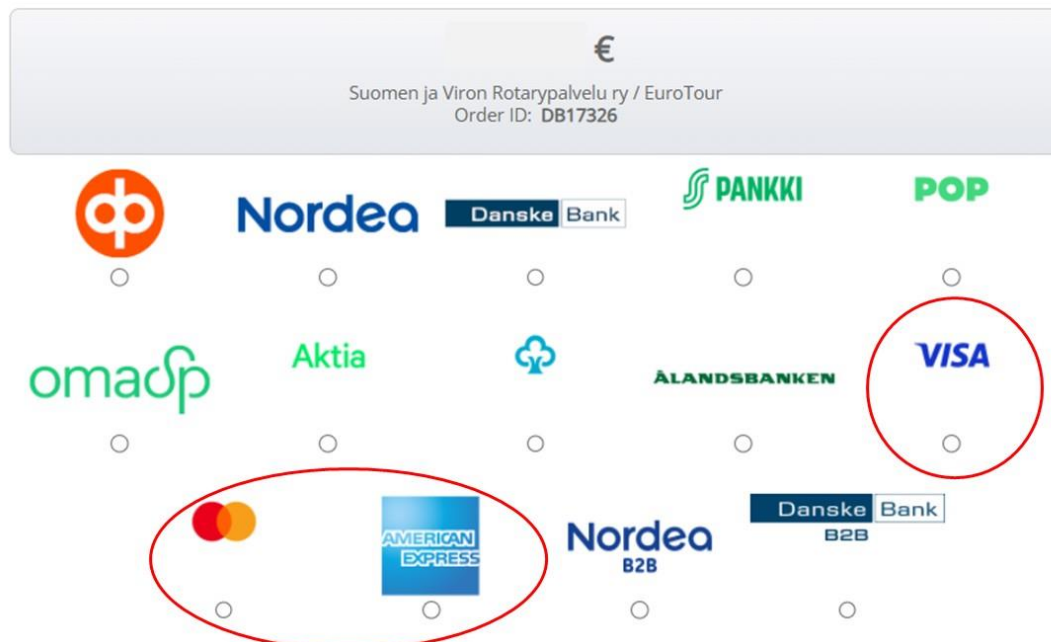 €
Suomen ja Viron Rotarypalvelu ry / EuroTour
Order ID: DB17326
op
Nordea
Danske Bank
S PANKKI
POP
omasp
Aktia
ÅLANDSBANKEN
VISA
AMERICAN
EXPRESS
Nordea
B2B
Danske Bank
B2B